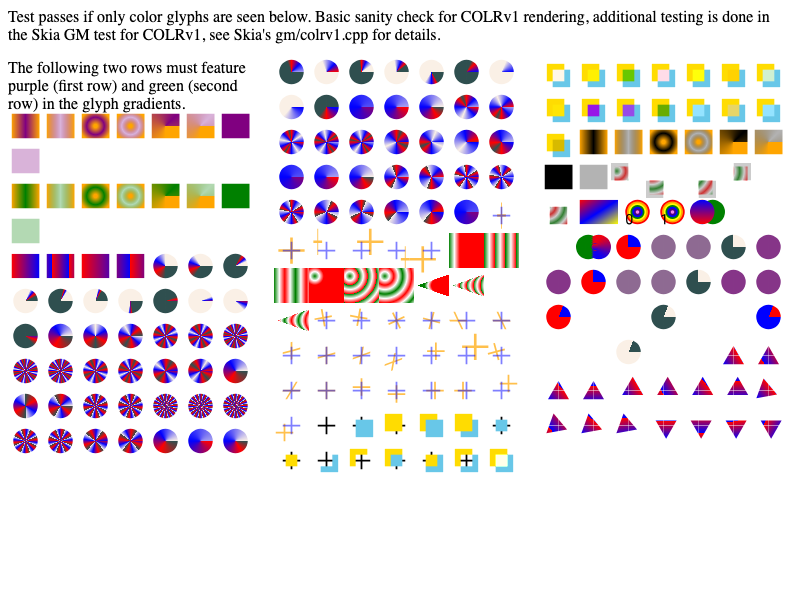 Test passes if only color glyphs are seen below. Basic sanity check for COLRv1 rendering, additional testing is done in
the Skia GM test for COLRv1, see Skia's gm/colrv1.cpp for details.
The following two rows must feature
purple (first row) and green (second
row) in the glyph gradients.
0 1